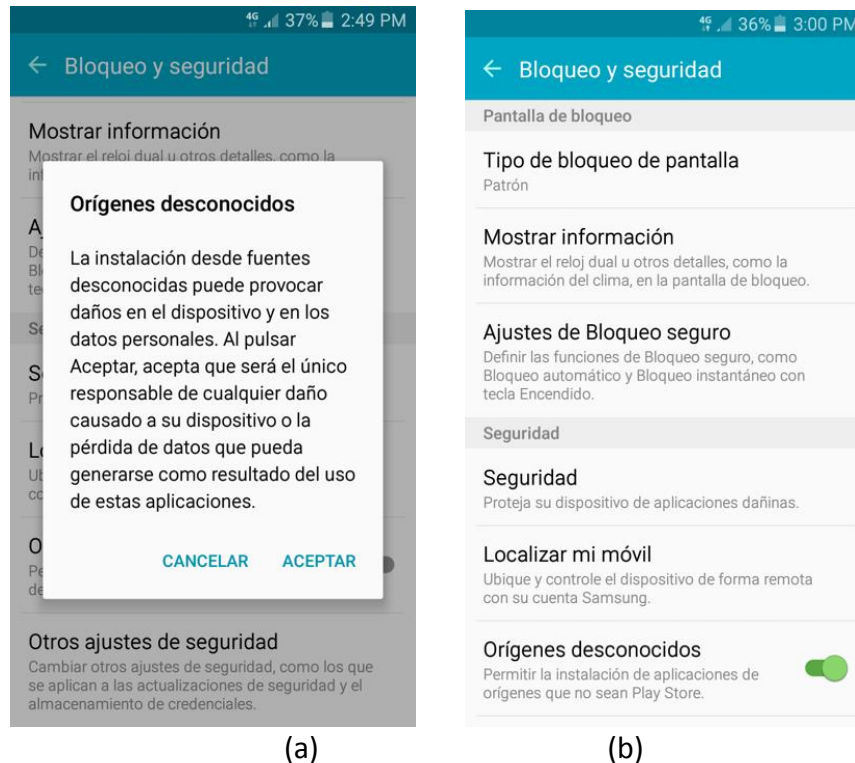 4G 37% 2:49 PM
Bloqueo y seguridad
Mostrar información
Mostrar el reloj dual u otros detalles, como la
Orígenes desconocidos
La instalación desde fuentes
desconocidas puede provocar
daños en el dispositivo y en los
datos personales. Al pulsar
Aceptar, acepta que será el único
responsable de cualquier daño
causado a su dispositivo o la
pérdida de datos que pueda
generarse como resultado del uso
de estas aplicaciones.
CANCELAR ACEPTAR
Otros ajustes de seguridad
Cambiar otros ajustes de seguridad, como los que
se aplican a las actualizaciones de seguridad y el
almacenamiento de credenciales.
(a)
4G 36% 3:00 PM
Bloqueo y seguridad
Pantalla de bloqueo
Tipo de bloqueo de pantalla
Patrón
Mostrar información
Mostrar el reloj dual u otros detalles, como la
información del clima, en la pantalla de bloqueo.
Ajustes de Bloqueo seguro
Definir las funciones de Bloqueo seguro, como
Bloqueo automático y Bloqueo instantáneo con
tecla Encendido.
Seguridad
Seguridad
Proteja su dispositivo de aplicaciones dañinas.
Localizar mi móvil
Ubique y controle el dispositivo de forma remota
con su cuenta Samsung.
Orígenes desconocidos
Permitir la instalación de aplicaciones de
orígenes que no sean Play Store.
(b)